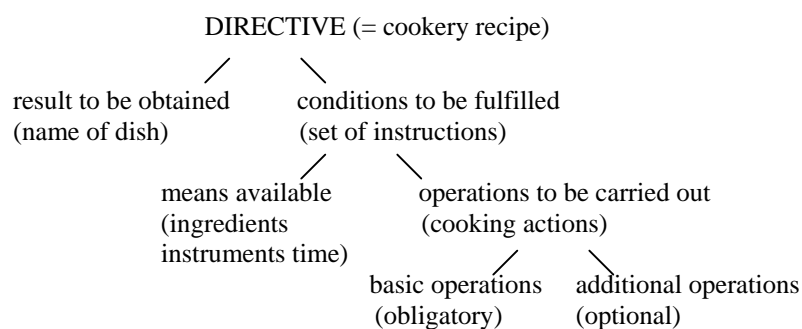 DIRECTIVE (= cookery recipe)
result to be obtained
(name of dish)
conditions to be fulfilled
(set of instructions)
means available
(ingredients
instruments time)
operations to be carried out
(cooking actions)
basic operations
(obligatory)
additional operations
(optional)